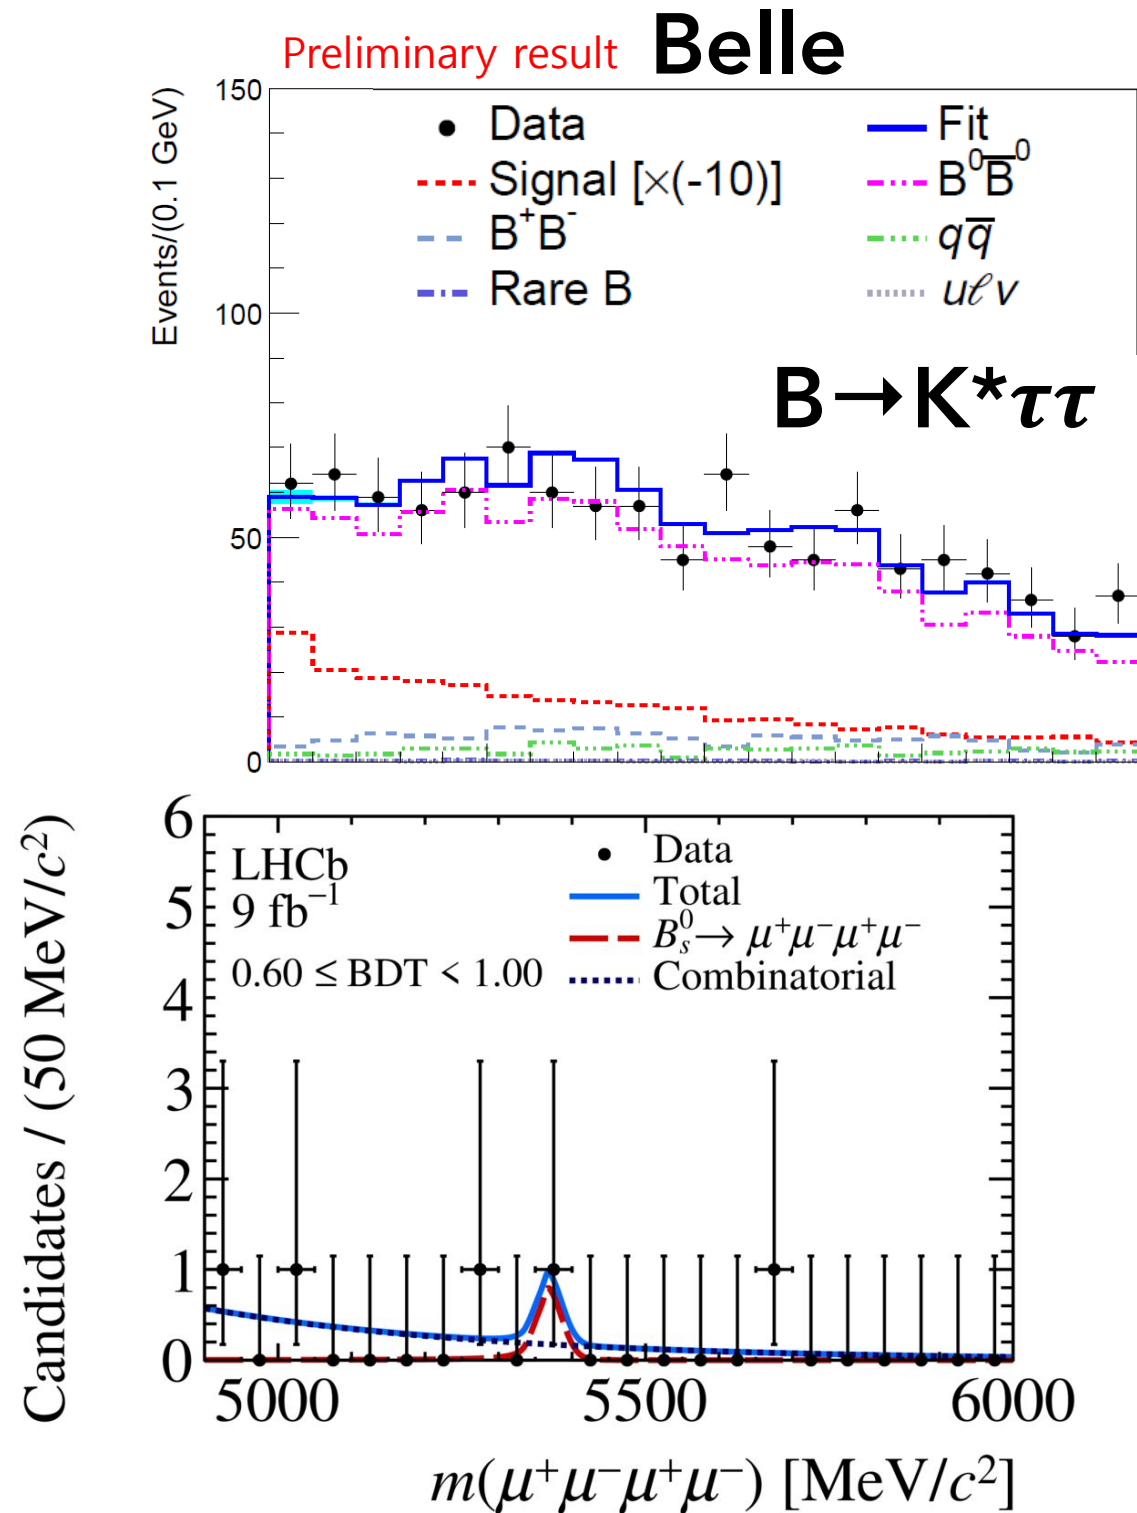 Preliminary result Belle
Events/(0.1 GeV)
150
100
50
0
Data
Signal [×(-10)]
B⁺B⁻
Rare B
Fit
B⁰B̅⁰
qq̅
uℓν
B→K*ττ
Candidates / (50 MeV/c²)
6
5
4
3
2
1
0
LHCb
9 fb⁻¹
0.60 ≤ BDT < 1.00
Data
Total
B_s⁰→ μ⁺μ⁻μ⁺μ⁻
Combinatorial
5000 5500 6000
m(μ⁺μ⁻μ⁺μ⁻) [MeV/c²]